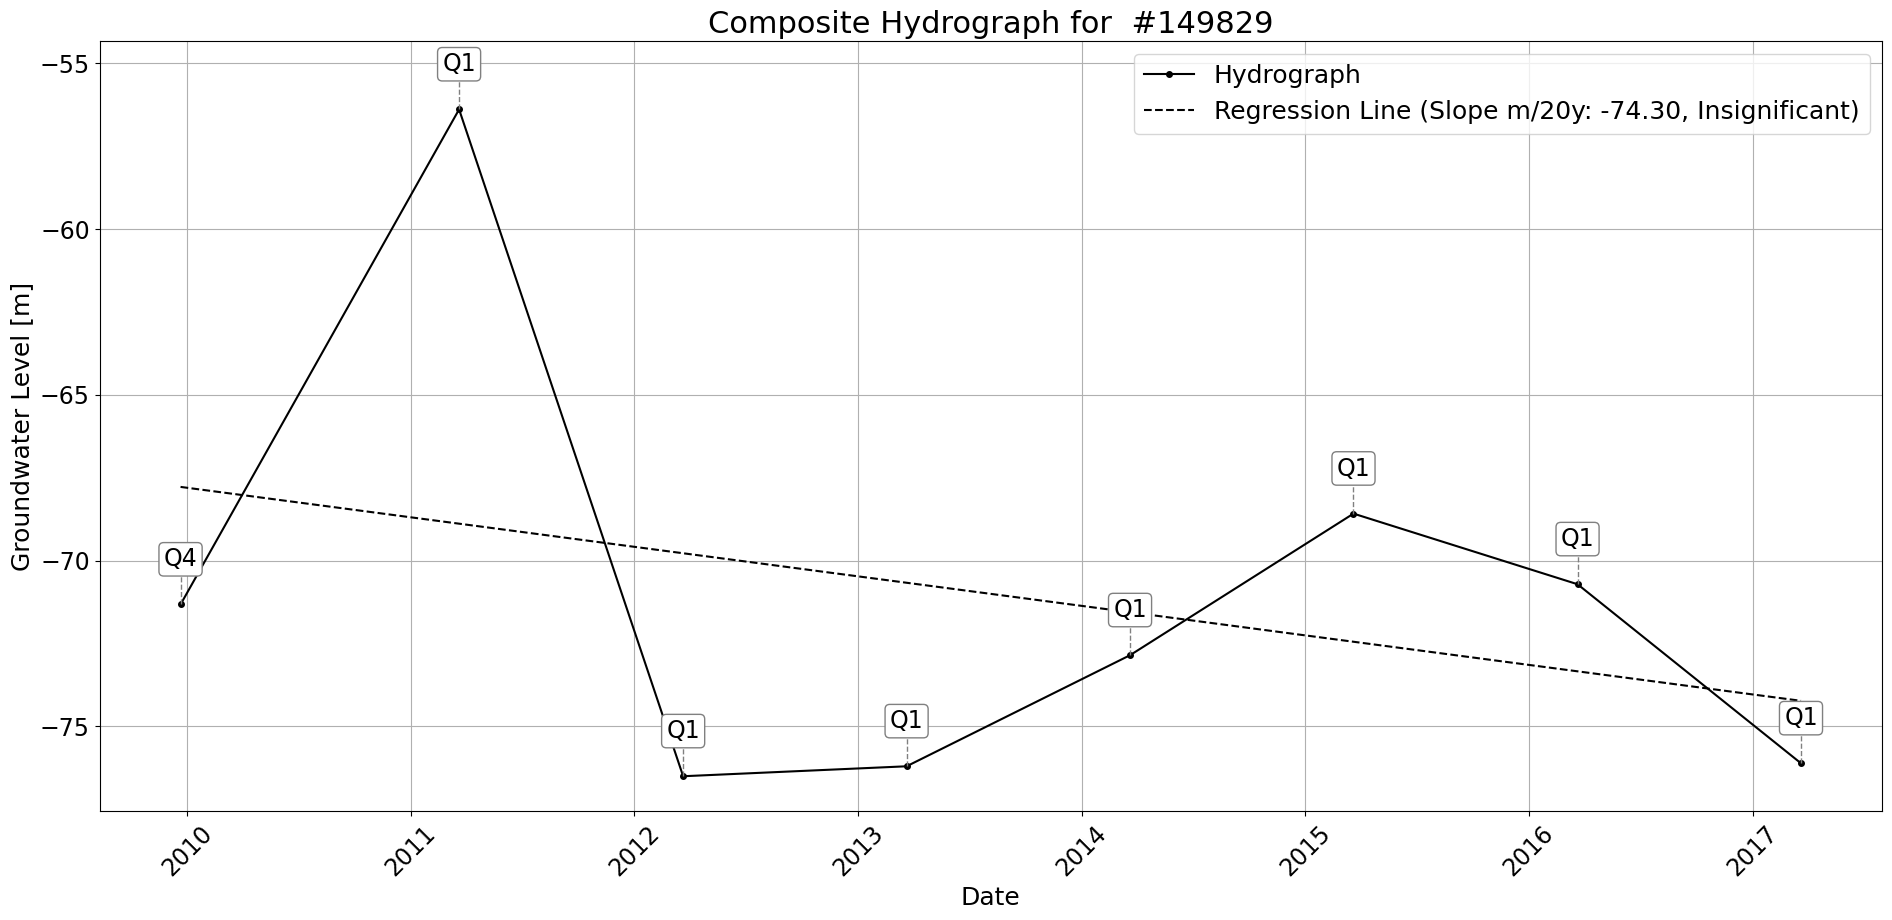 Composite Hydrograph for  #149829
Hydrograph
Regression Line (Slope m/20y: -74.30, Insignificant)
Groundwater Level [m]
−55
−60
−65
−70
−75
Q4
Q1
Q1
Q1
Q1
Q1
Q1
Q1
2010
2011
2012
2013
2014
2015
2016
2017
Date